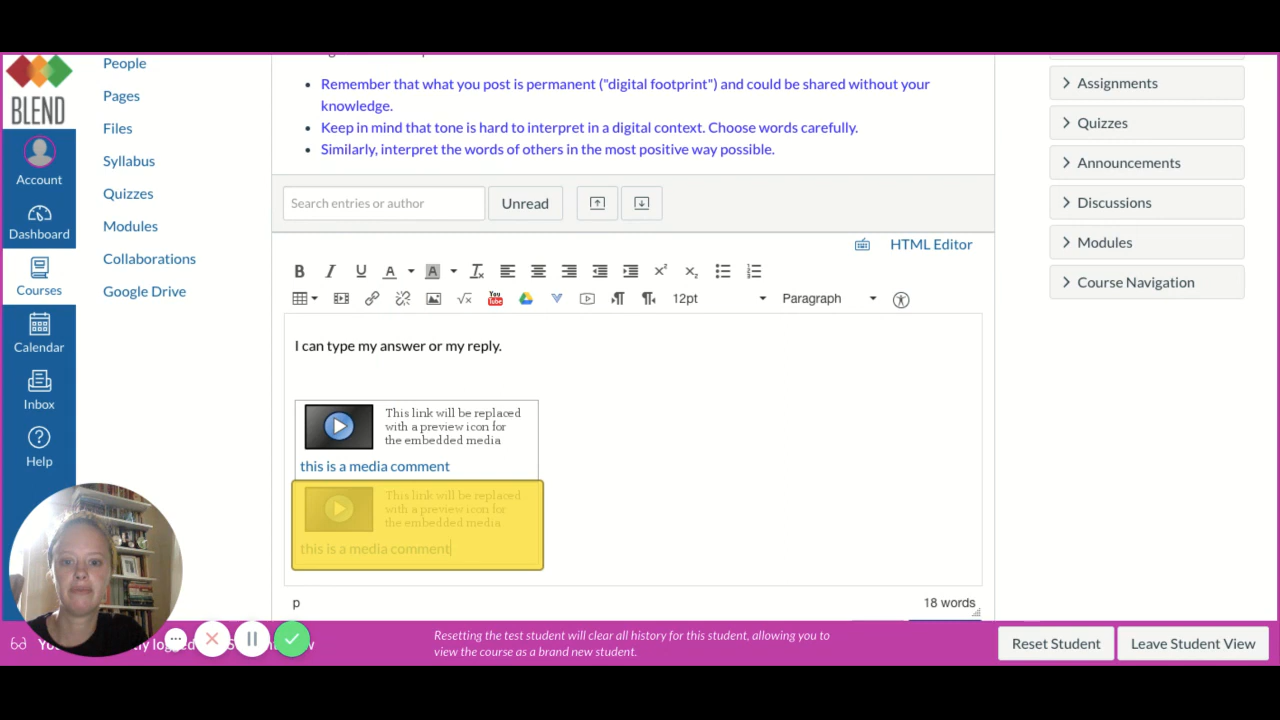 Remember that what you post is permanent ("digital footprint") and could be shared without your
knowledge.
Keep in mind that tone is hard to interpret in a digital context. Choose words carefully.
Similarly, interpret the words of others in the most positive way possible.
BLEND
Account
Dashboard
Courses
Calendar
Inbox
Help
People
Pages
Files
Syllabus
Quizzes
Modules
Collaborations
Google Drive
Search entries or author
Unread
HTML Editor
B I U A A
You Tube
12pt
Paragraph
I can type my answer or my reply.
This link will be replaced
with a preview icon for
the embedded media
this is a media comment
This link will be replaced
with a preview icon for
the embedded media
this is a media comment
p
18 words
Assignments
Quizzes
Announcements
Discussions
Modules
Course Navigation
Resetting the test student will clear all history for this student, allowing you to
view the course as a brand new student.
Reset Student
Leave Student View